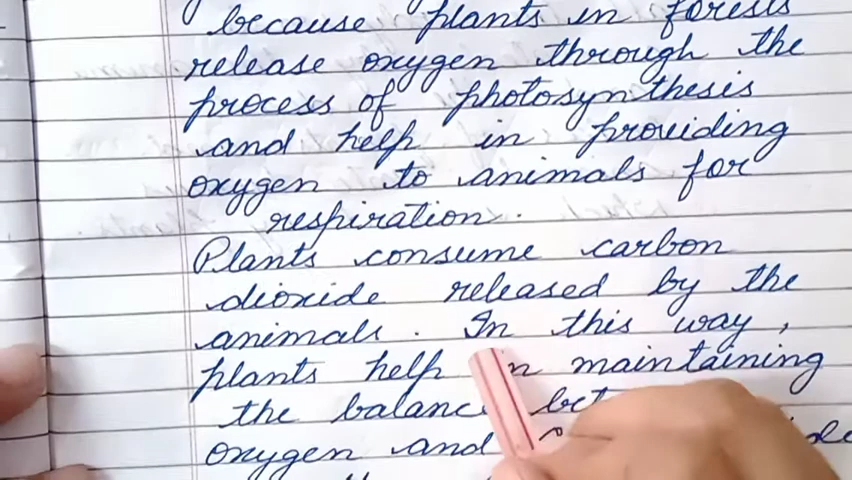 because plants in forests
release oxygen through the
process of photosynthesis
and help in providing
oxygen to animals for
respiration.
Plants consume carbon
dioxide released by the
animals. In this way,
plants help in maintaining
the balance
oxygen and